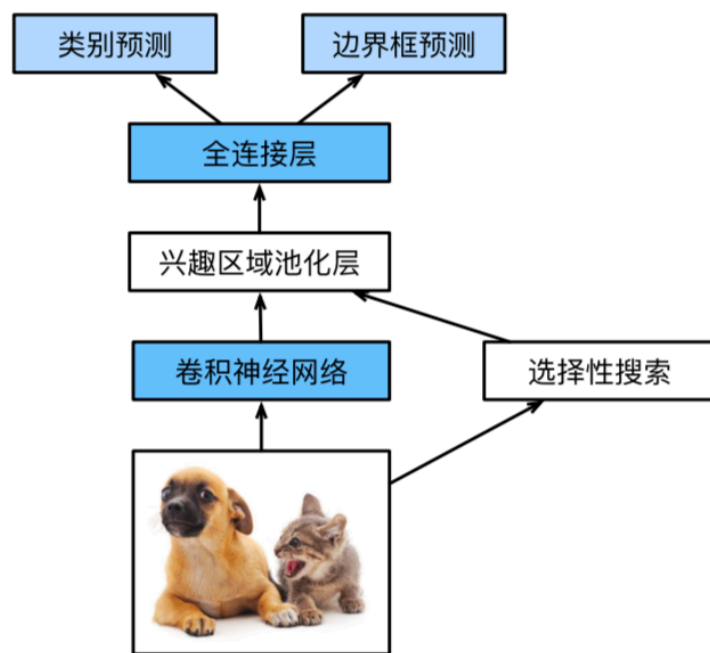 类别预测
边界框预测
全连接层
兴趣区域池化层
卷积神经网络
选择性搜索